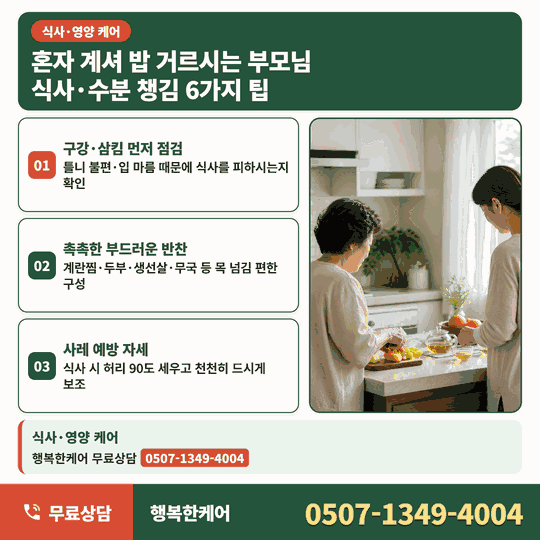 식사·영양 케어
혼자 계셔 밥 거르시는 부모님
식사·수분 챙김 6가지 팁
01
구강·삼킴 먼저 점검
틀니 불편·입 마름 때문에 식사를 피하시는지
확인
02
촉촉한 부드러운 반찬
계란찜·두부·생선살·무국 등 목 넘김 편한
구성
03
사레 예방 자세
식사 시 허리 90도 세우고 천천히 드시게
보조
식사·영양 케어
행복한케어 무료상담 0507-1349-4004
무료상담
행복한케어
0507-1349-4004